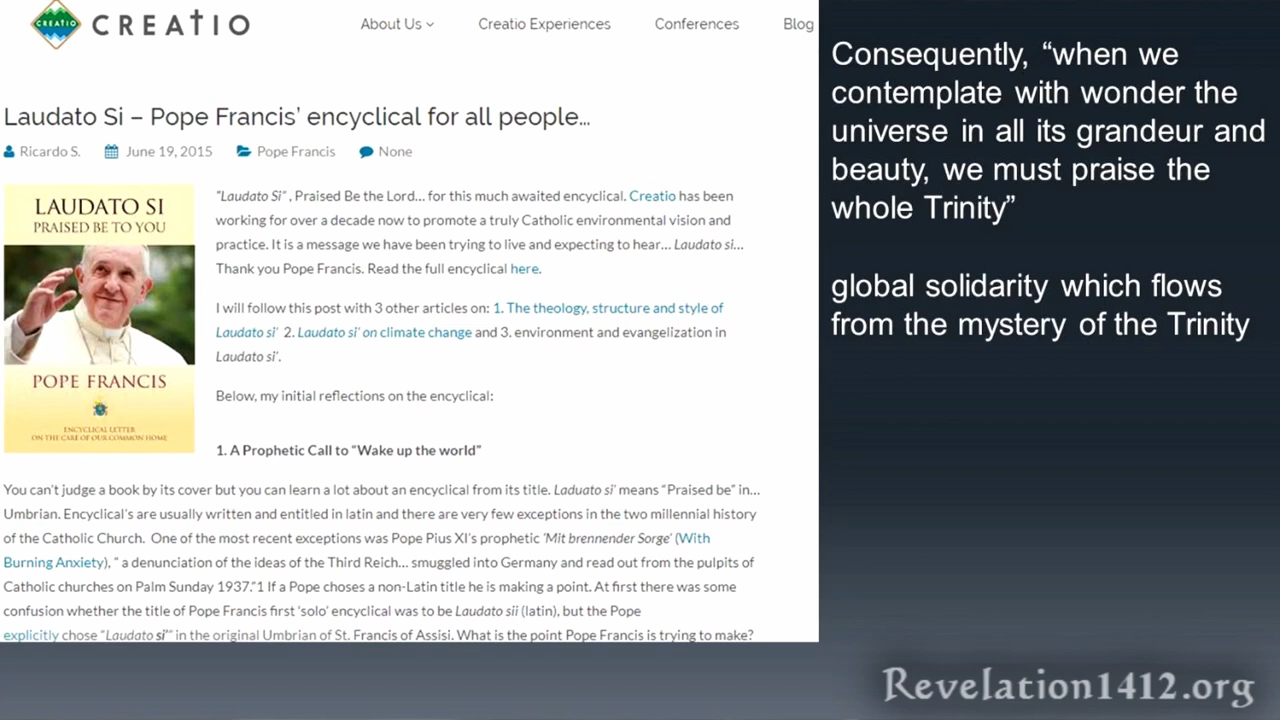 CREATIO
CREATIO
About Us
Creatio Experiences
Conferences
Blog
Laudato Si – Pope Francis’ encyclical for all people…
Ricardo S.
June 19, 2015
Pope Francis
None
LAUDATO SI
PRAISED BE TO YOU
POPE FRANCIS
ENCYCLICAL LETTER
ON THE CARE OF OUR COMMON HOME
“Laudato Si” , Praised Be the Lord… for this much awaited encyclical. Creatio has been
working for over a decade now to promote a truly Catholic environmental vision and
practice. It is a message we have been trying to live and expecting to hear… Laudato si…
Thank you Pope Francis. Read the full encyclical here.
I will follow this post with 3 other articles on: 1. The theology, structure and style of
Laudato si’ 2. Laudato si’ on climate change and 3. environment and evangelization in
Laudato si’.
Below, my initial reflections on the encyclical:
1. A Prophetic Call to “Wake up the world”
You can’t judge a book by its cover but you can learn a lot about an encyclical from its title. Laduato si’ means “Praised be” in…
Umbrian. Encyclical’s are usually written and entitled in latin and there are very few exceptions in the two millennial history
of the Catholic Church. One of the most recent exceptions was Pope Pius XI’s prophetic ‘Mit brennender Sorge’ (With
Burning Anxiety), “ a denunciation of the ideas of the Third Reich… smuggled into Germany and read out from the pulpits of
Catholic churches on Palm Sunday 1937.”1 If a Pope choses a non-Latin title he is making a point. At first there was some
confusion whether the title of Pope Francis first ‘solo’ encyclical was to be Laudato sii (latin), but the Pope
explicitly chose “Laudato si’” in the original Umbrian of St. Francis of Assisi. What is the point Pope Francis is trying to make?
Consequently, “when we
contemplate with wonder the
universe in all its grandeur and
beauty, we must praise the
whole Trinity”
global solidarity which flows
from the mystery of the Trinity
Revelation1412.org